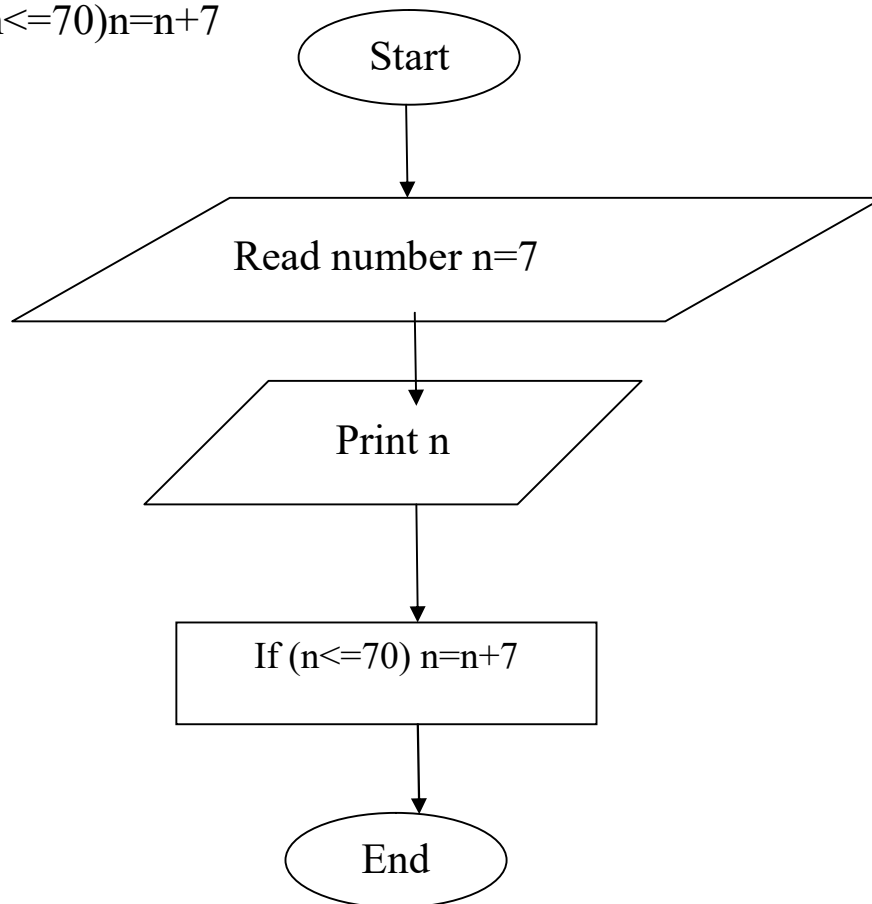 <=70)n=n+7
Start
Read number n=7
Print n
If (n<=70) n=n+7
End